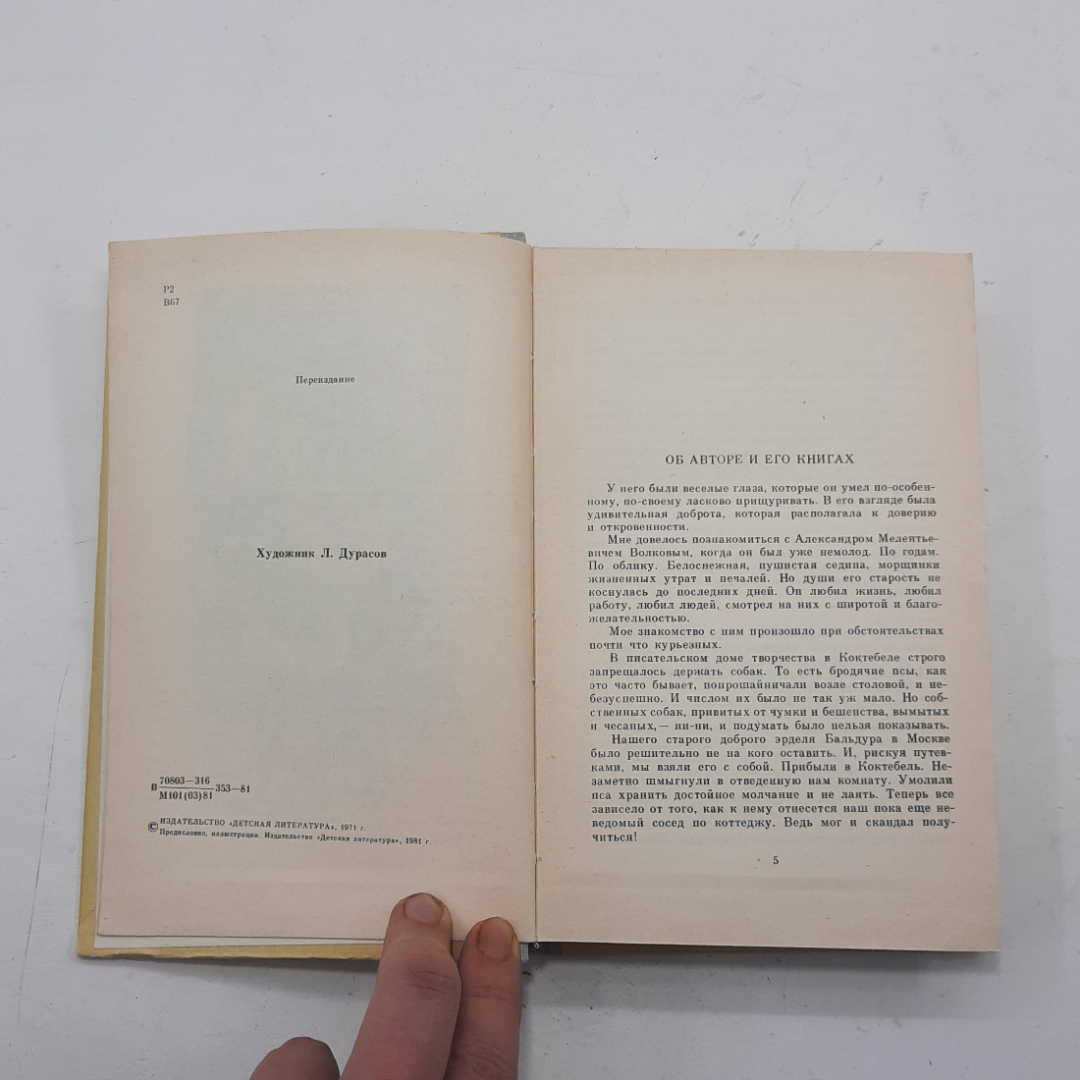 Р2
В67
Переиздание
Художник Л. Дурасов
В 70803—316 353—81
М101(03)81
© ИЗДАТЕЛЬСТВО «ДЕТСКАЯ ЛИТЕРАТУРА», 1971 г.
Предисловие, иллюстрации. Издательство «Детская литература», 1981 г.
ОБ АВТОРЕ И ЕГО КНИГАХ
У него были веселые глаза, которые он умел по-особен-
ному, по-своему ласково прищуривать. В его взгляде была
удивительная доброта, которая располагала к доверию
и откровенности.
Мне довелось познакомиться с Александром Мелентье-
вичем Волковым, когда он был уже немолод. По годам.
По облику. Белоснежная, пушистая седина, морщинки
жизненных утрат и печалей. Но души его старость не
коснулась до последних дней. Он любил жизнь, любил
работу, любил людей, смотрел на них с широтой и благо-
желательностью.
Мое знакомство с ним произошло при обстоятельствах
почти что курьезных.
В писательском доме творчества в Коктебеле строго
запрещалось держать собак. То есть бродячие псы, как
это часто бывает, попрошайничали возле столовой, и не-
безуспешно. И числом их было не так уж мало. Но соб-
ственных собак, привитых от чумки и бешенства, вымытых
и чесаных,— ни-ни, и подумать было нельзя показывать.
Нашего старого доброго эрделя Бальдура в Москве
было решительно не на кого оставить. И, рискуя путев-
ками, мы взяли его с собой. Прибыли в Коктебель. Не-
заметно шмыгнули в отведенную нам комнату. Умолили
пса хранить достойное молчание и не лаять. Теперь все
зависело от того, как к нему отнесется наш пока еще не-
ведомый сосед по коттеджу. Ведь мог и скандал полу-
читься!
5